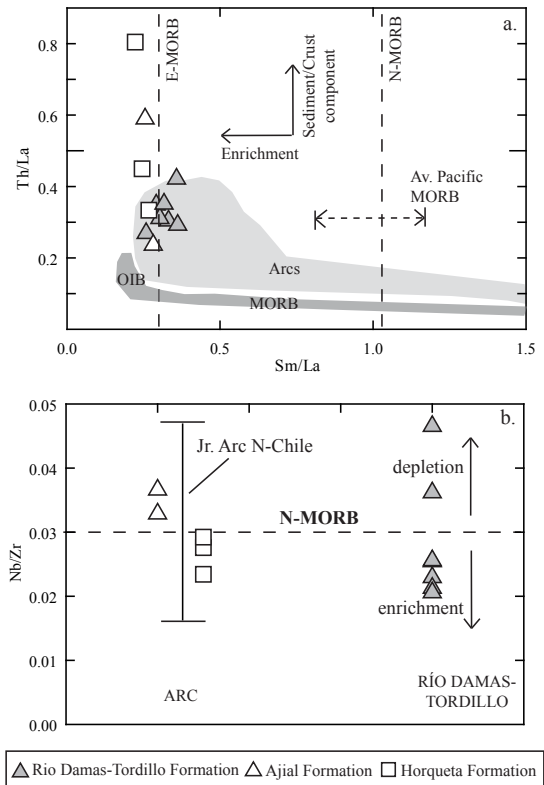 a.
0.8
0.6
0.4
0.2
Th/La
E-MORB
N-MORB
Sediment/Crust
component
Enrichment
Av. Pacific
MORB
Arcs
OIB
MORB
0.0
0.5
1.0
1.5
Sm/La
b.
0.05
0.04
0.03
0.02
0.01
0.00
Nb/Zr
Jr. Arc N-Chile
depletion
N-MORB
enrichment
ARC
RÍO DAMAS-
TORDILLO
Rio Damas-Tordillo Formation Ajial Formation Horqueta Formation